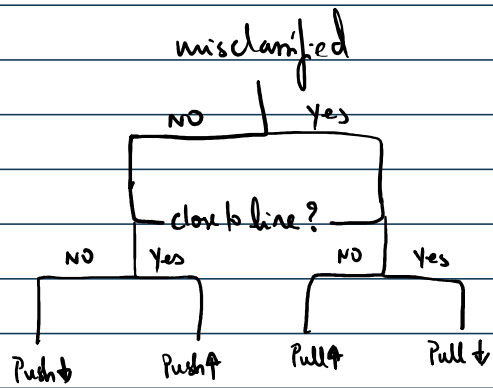 misclassified
NO Yes
close to line?
NO Yes NO Yes
Push↓ Push↑ Pull↑ Pull↓